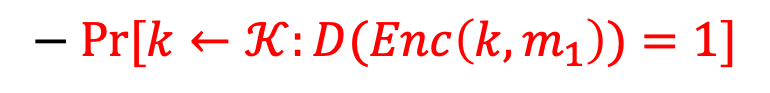 − Pr[𝑘 ← 𝒦: 𝐷(𝐸𝑛𝑐(𝑘, 𝑚₁)) = 1]